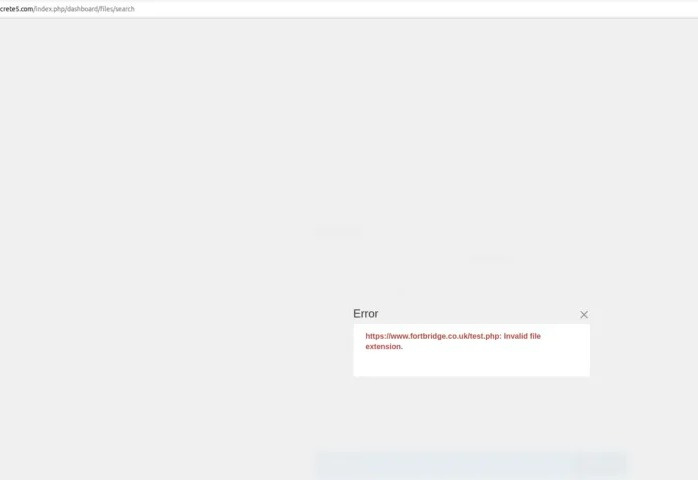 crete5.com/index.php/dashboard/files/search
Error
https://www.fortbridge.co.uk/test.php: Invalid file
extension.